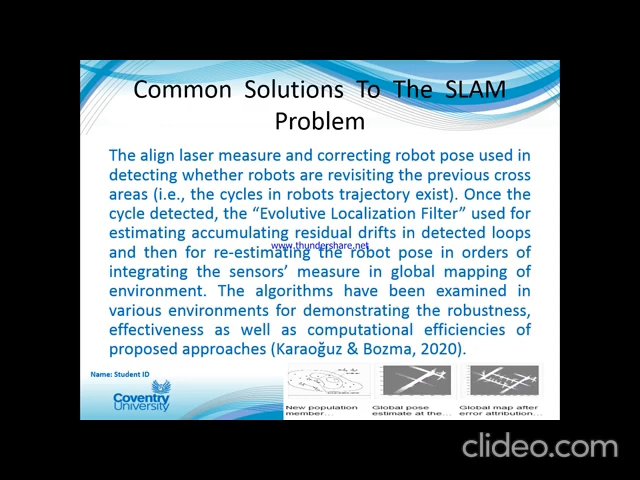 Common Solutions To The SLAM
Problem
The align laser measure and correcting robot pose used in
detecting whether robots are revisiting the previous cross
areas (i.e., the cycles in robots trajectory exist). Once the
cycle detected, the “Evolutive Localization Filter” used for
estimating accumulating residual drifts in detected loops
www.thundershare.net
and then for re-estimating the robot pose in orders of
integrating the sensors’ measure in global mapping of
environment. The algorithms have been examined in
various environments for demonstrating the robustness,
effectiveness as well as computational efficiencies of
proposed approaches (Karaoğuz & Bozma, 2020).
Name: Student ID
Coventry
University
New population
member...
Global pose
estimate at the...
Global map after
error attribution...
clideo.com